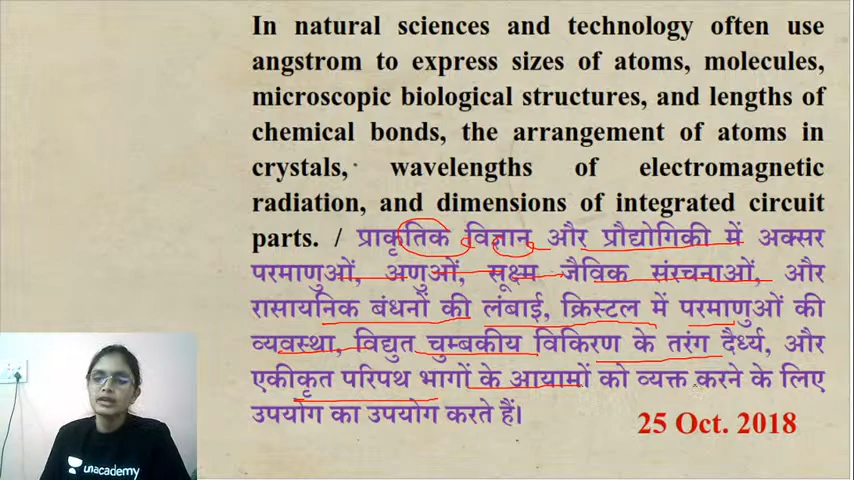 In natural sciences and technology often use
angstrom to express sizes of atoms, molecules,
microscopic biological structures, and lengths of
chemical bonds, the arrangement of atoms in
crystals, wavelengths of electromagnetic
radiation, and dimensions of integrated circuit
parts. / प्राकृतिक विज्ञान और प्रौद्योगिकी में अक्सर
परमाणुओं, अणुओं, सूक्ष्म जैविक संरचनाओं, और
रासायनिक बंधनों की लंबाई, क्रिस्टल में परमाणुओं की
व्यवस्था, विद्युत चुम्बकीय विकिरण के तरंग दैर्ध्य, और
एकीकृत परिपथ भागों के आयामों को व्यक्त करने के लिए
उपयोग का उपयोग करते हैं।
25 Oct. 2018
unacademy